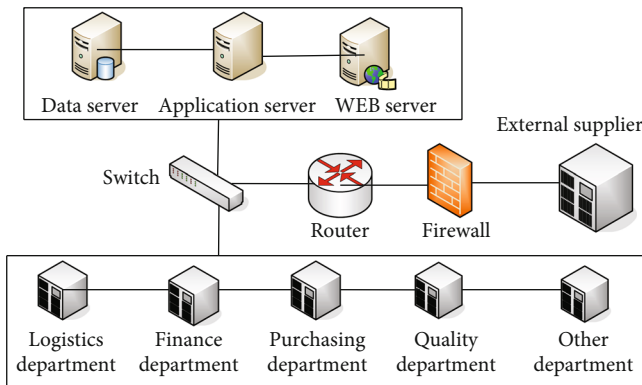 Data server
Application server
WEB server
External supplier
Switch
Router
Firewall
Logistics
department
Finance
department
Purchasing
department
Quality
department
Other
department